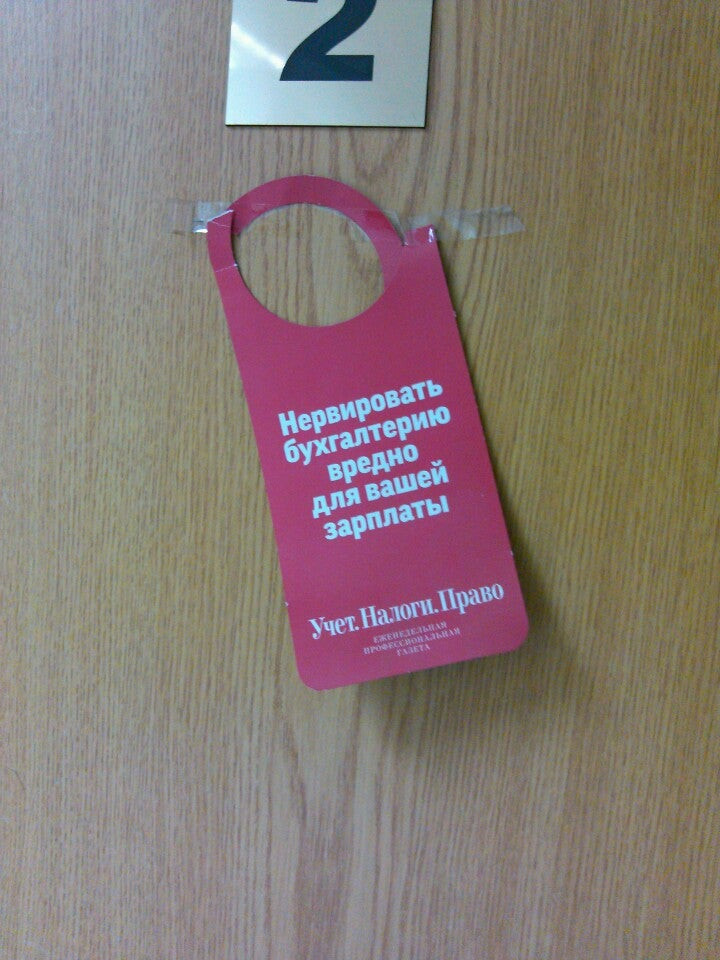 2
Нервировать
бухгалтерию
вредно
для вашей
зарплаты
Учет.Налоги.Право
ЕЖЕНЕДЕЛЬНАЯ
ПРОФЕССИОНАЛЬНАЯ
ГАЗЕТА